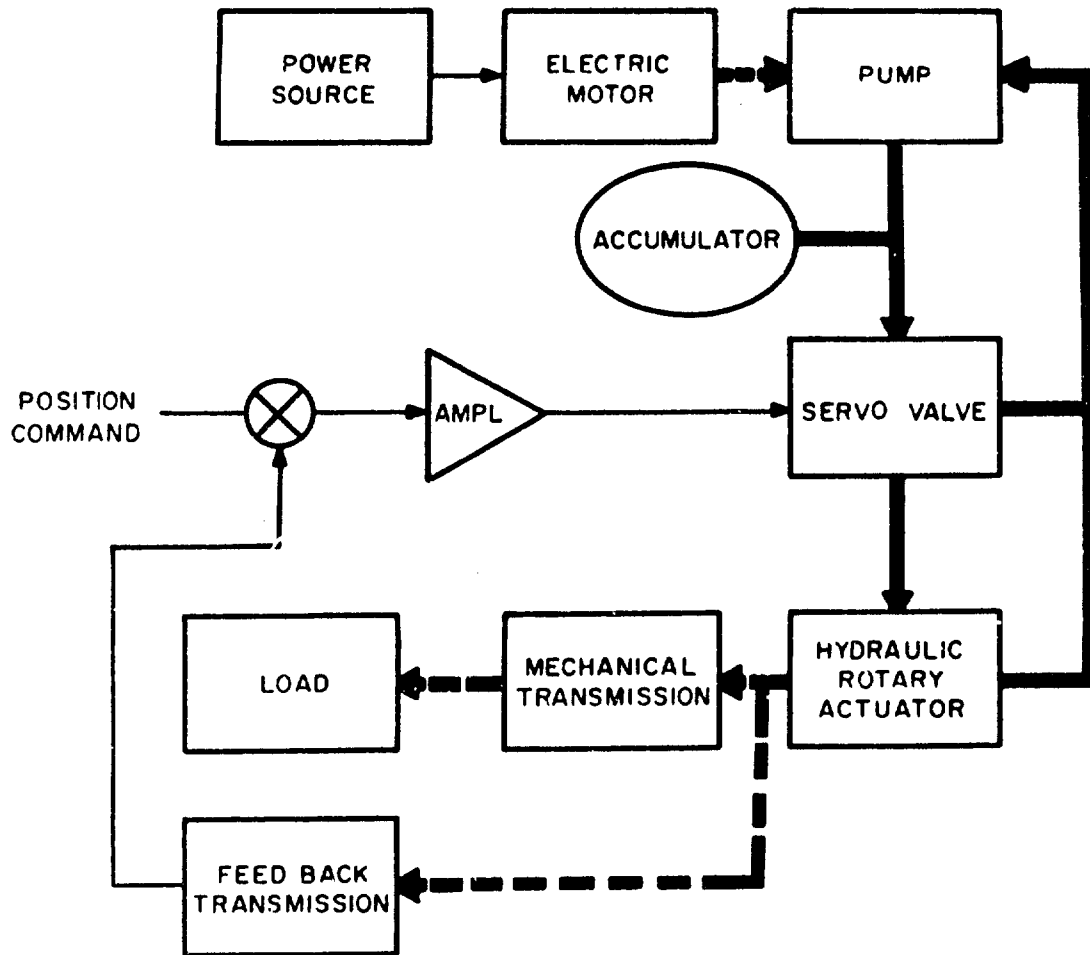 POWER
SOURCE
ELECTRIC
MOTOR
PUMP
ACCUMULATOR
POSITION
COMMAND
AMPL
SERVO VALVE
LOAD
MECHANICAL
TRANSMISSION
HYDRAULIC
ROTARY
ACTUATOR
FEED BACK
TRANSMISSION